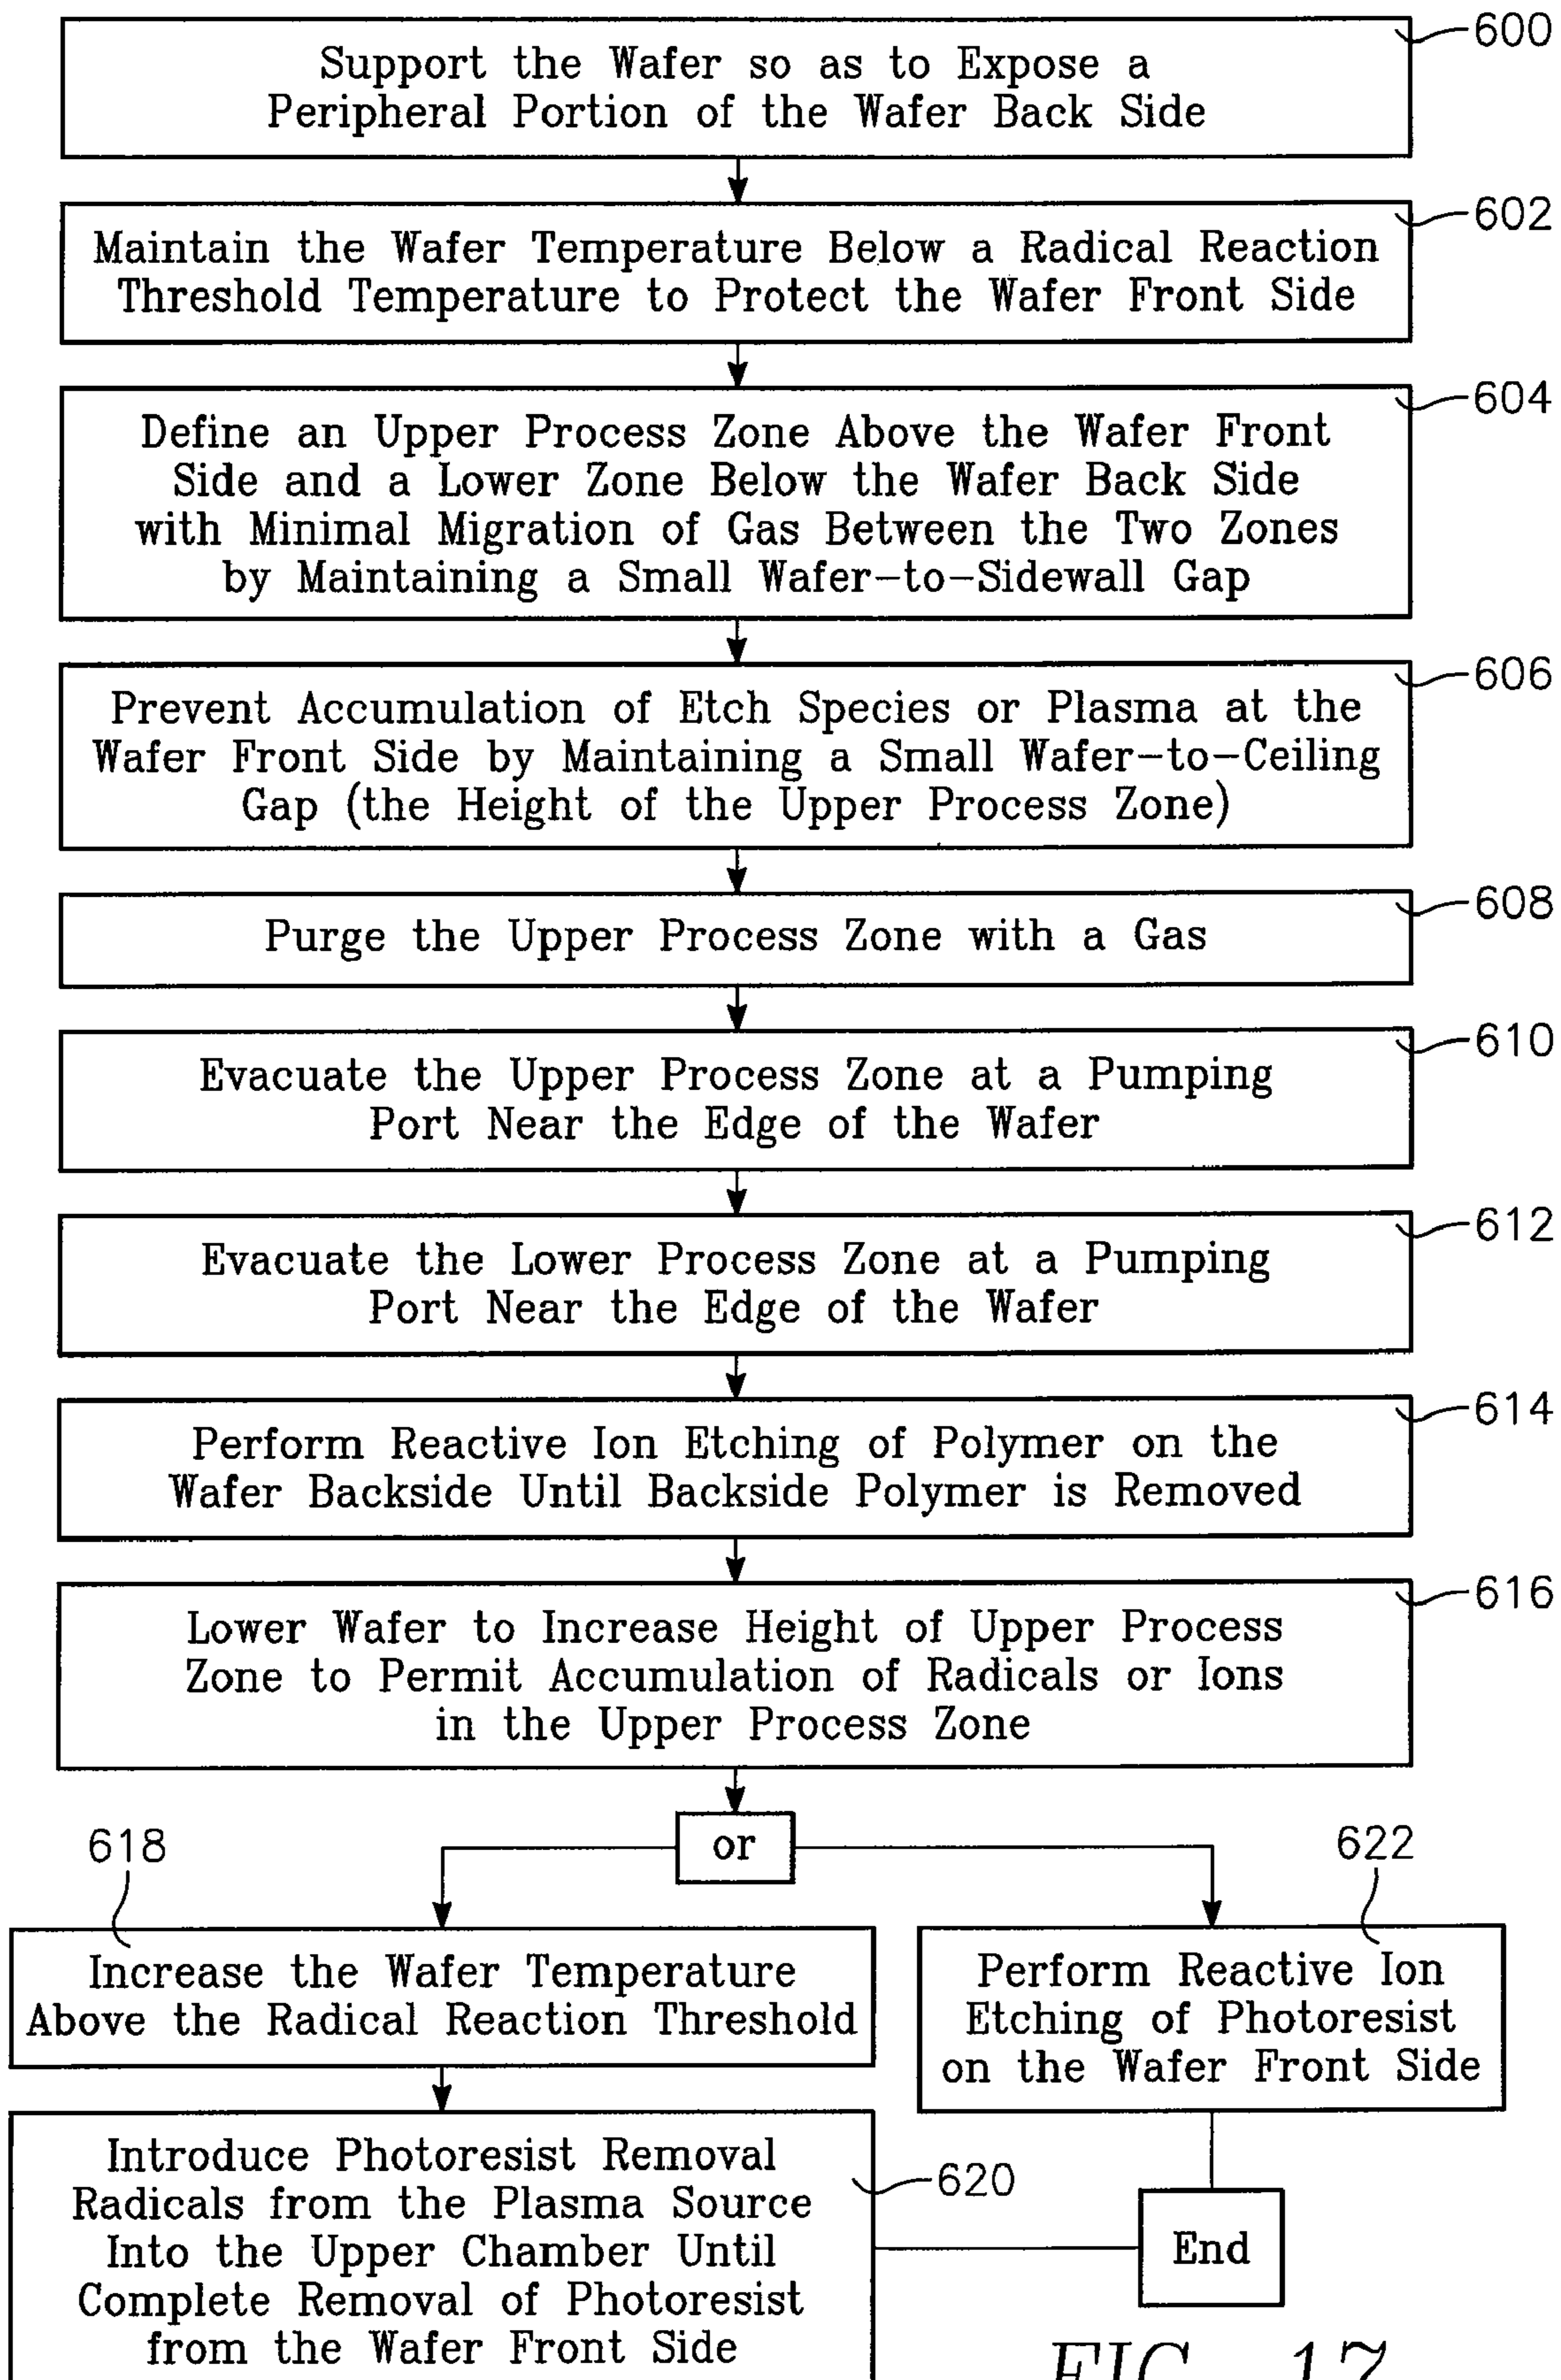 600
Support the Wafer so as to Expose a
Peripheral Portion of the Wafer Back Side
602
Maintain the Wafer Temperature Below a Radical Reaction
Threshold Temperature to Protect the Wafer Front Side
604
Define an Upper Process Zone Above the Wafer Front
Side and a Lower Zone Below the Wafer Back Side
with Minimal Migration of Gas Between the Two Zones
by Maintaining a Small Wafer-to-Sidewall Gap
606
Prevent Accumulation of Etch Species or Plasma at the
Wafer Front Side by Maintaining a Small Wafer-to-Ceiling
Gap (the Height of the Upper Process Zone)
608
Purge the Upper Process Zone with a Gas
610
Evacuate the Upper Process Zone at a Pumping
Port Near the Edge of the Wafer
612
Evacuate the Lower Process Zone at a Pumping
Port Near the Edge of the Wafer
614
Perform Reactive Ion Etching of Polymer on the
Wafer Backside Until Backside Polymer is Removed
616
Lower Wafer to Increase Height of Upper Process
Zone to Permit Accumulation of Radicals or Ions
in the Upper Process Zone
or
618
Increase the Wafer Temperature
Above the Radical Reaction Threshold
622
Perform Reactive Ion
Etching of Photoresist
on the Wafer Front Side
620
Introduce Photoresist Removal
Radicals from the Plasma Source
Into the Upper Chamber Until
Complete Removal of Photoresist
from the Wafer Front Side
End
FIG. 17